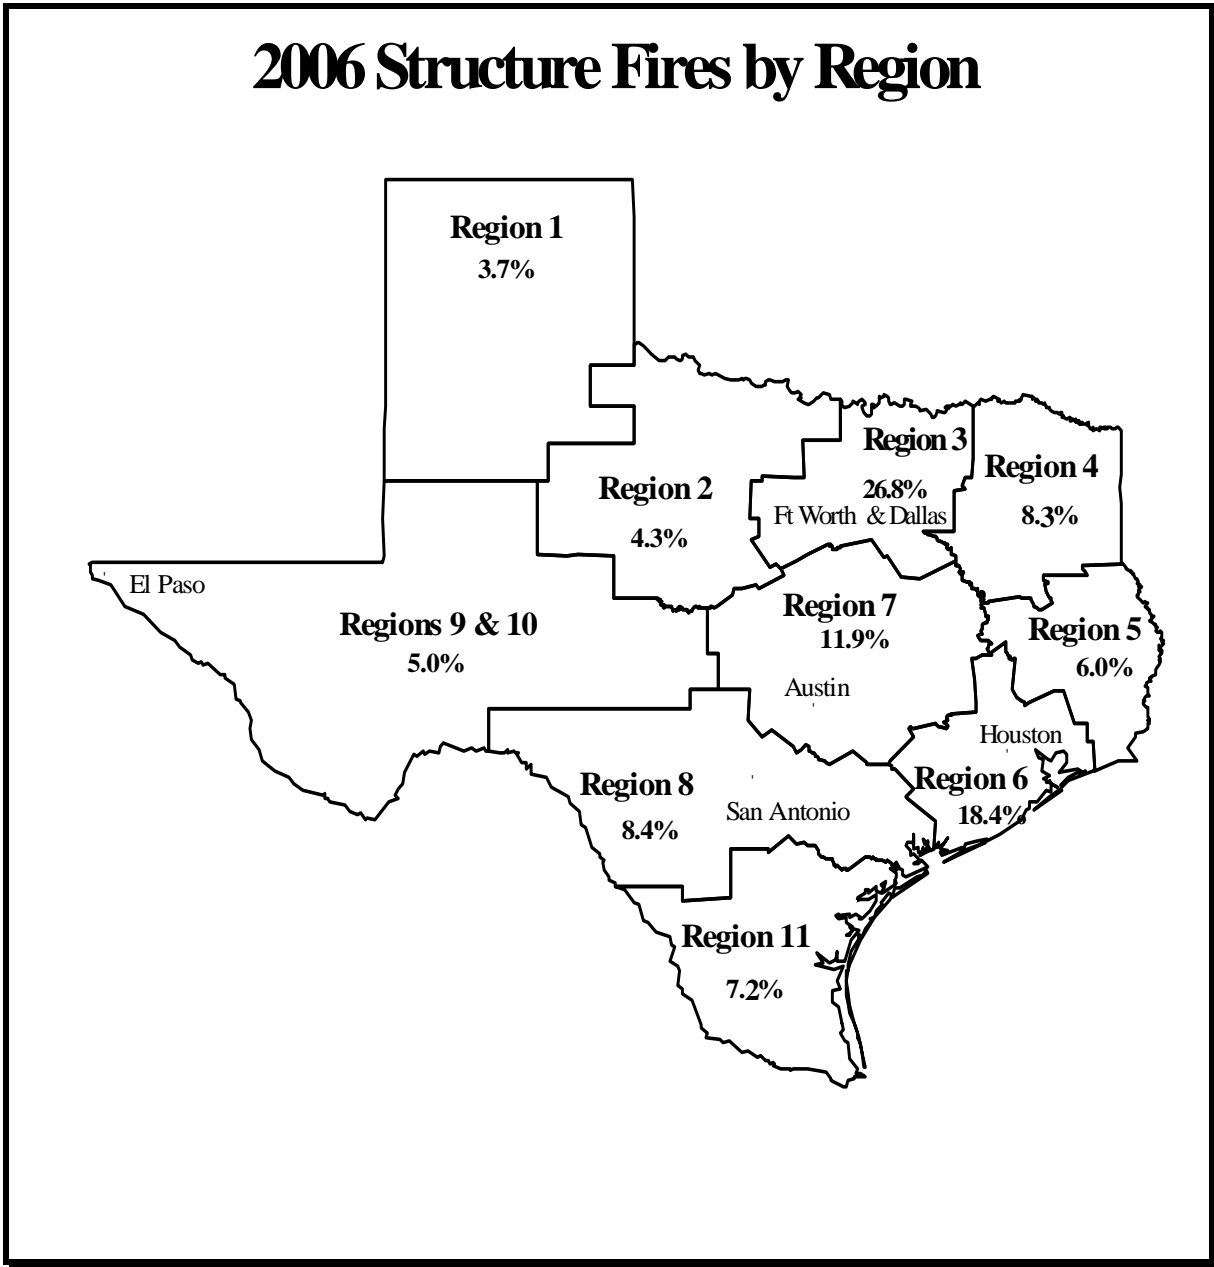 2006 Structure Fires by Region
Region 1
3.7%
Region 3
Region 4
26.8%
Region 2
Ft Worth & Dallas
8.3%
4.3%
El Paso
Regions 9 & 10
5.0%
Region 7
11.9%
Region 5
6.0%
Austin
Houston
Region 6
18.4%
Region 8
8.4%
San Antonio
Region 11
7.2%